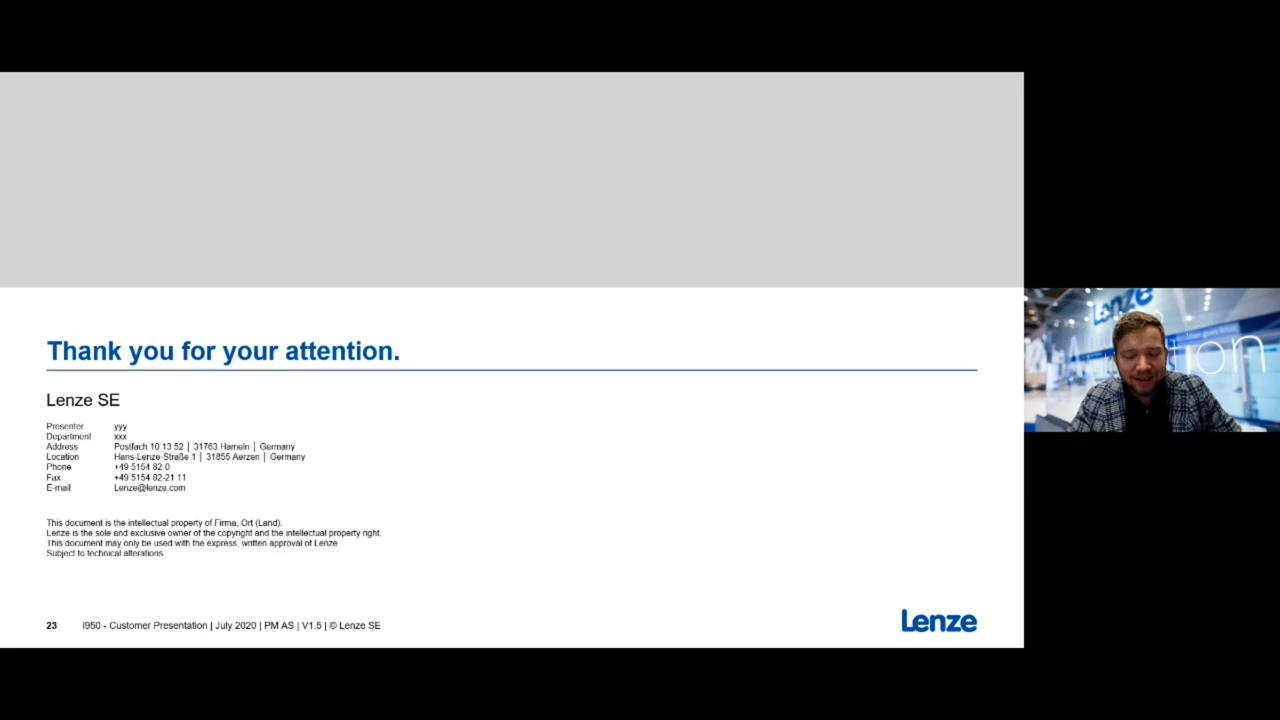 Thank you for your attention.
Lenze SE
Presenter yyy
Department xxx
Address Postfach 10 13 52 | 31763 Hameln | Germany
Location Hans-Lenze-Straße 1 | 31855 Aerzen | Germany
Phone +49 5154 82 0
Fax +49 5154 82-21 11
E-mail Lenze@lenze.com
This document is the intellectual property of Firma, Ort (Land).
Lenze is the sole and exclusive owner of the copyright and the intellectual property right.
This document may only be used with the express, written approval of Lenze
Subject to technical alterations
23 i950 - Customer Presentation | July 2020 | PM AS | V1.5 | © Lenze SE
Lenze
Lenze